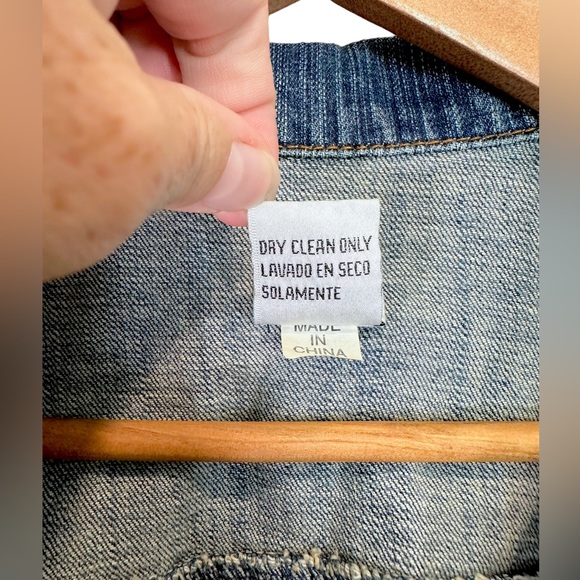 DRY CLEAN ONLY
LAVADO EN SECO
SOLAMENTE
MADE
IN
CHINA